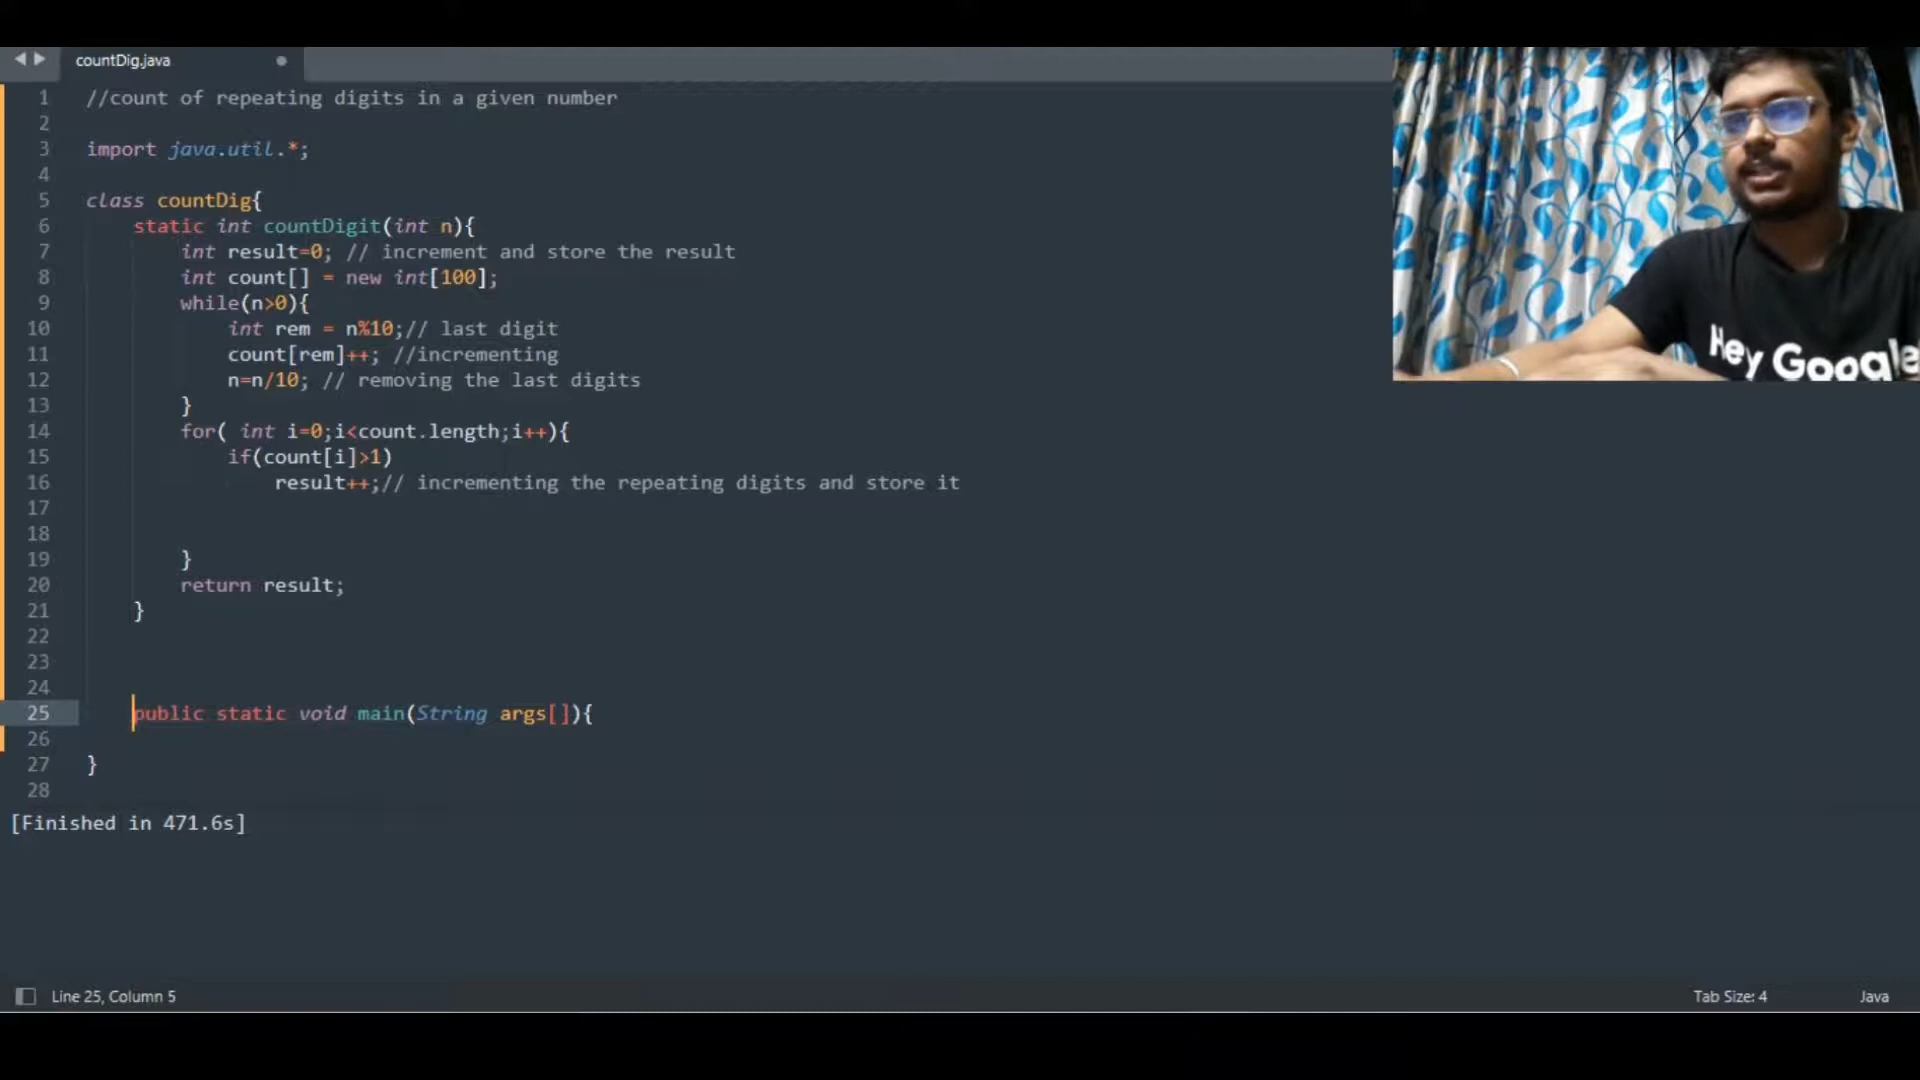 countDig.java
1 //count of repeating digits in a given number
2
3 import java.util.*;
4
5 class countDig{
6 static int countDigit(int n){
7 int result=0; // increment and store the result
8 int count[] = new int[100];
9 while(n>0){
10 int rem = n%10;// last digit
11 count[rem]++; //incrementing
12 n=n/10; // removing the last digits
13 }
14 for( int i=0;i<count.length;i++){
15 if(count[i]>1)
16 result++;// incrementing the repeating digits and store it
17
18
19 }
20 return result;
21 }
22
23
24
25 public static void main(String args[]){
26
27 }
28
[Finished in 471.6s]
Line 25, Column 5
Tab Size: 4
Java
Hey Google